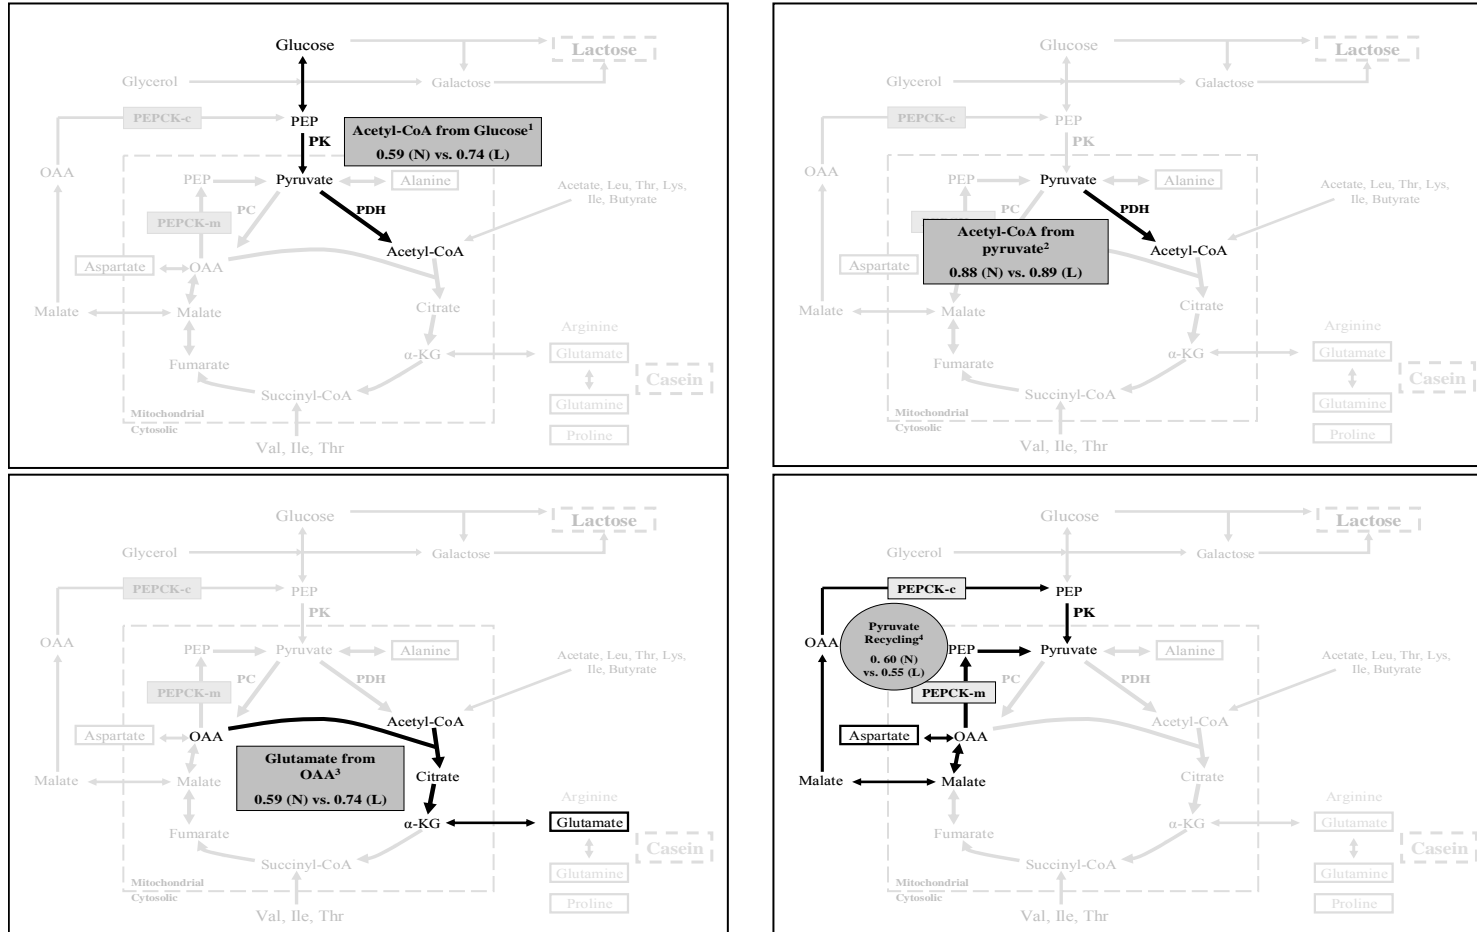 Glucose
Lactose
Glycerol
Galactose
PEPCK-c
PEP
Acetyl-CoA from Glucose¹
0.59 (N) vs. 0.74 (L)
PK
OAA
PEP
Pyruvate
Alanine
Acetate, Leu, Thr, Lys,
Ile, Butyrate
PC
PDH
PEPCK-m
Acetyl-CoA
Aspartate
OAA
Malate
Malate
Citrate
Arginine
Fumarate
α-KG
Glutamate
Succinyl-CoA
Casein
Glutamine
Mitochondrial
Cytosolic
Proline
Val, Ile, Thr
Glucose
Lactose
Glycerol
Galactose
PEPCK-c
PEP
PK
OAA
PEP
Pyruvate
Alanine
Acetate, Leu, Thr, Lys,
Ile, Butyrate
PC
PDH
Acetyl-CoA from
pyruvate²
0.88 (N) vs. 0.89 (L)
Acetyl-CoA
Aspartate
Malate
Malate
Citrate
Arginine
Fumarate
α-KG
Glutamate
Succinyl-CoA
Casein
Glutamine
Mitochondrial
Cytosolic
Proline
Val, Ile, Thr
Glucose
Lactose
Glycerol
Galactose
PEPCK-c
PEP
PK
OAA
PEP
Pyruvate
Alanine
Acetate, Leu, Thr, Lys,
Ile, Butyrate
PC
PDH
PEPCK-m
Acetyl-CoA
Aspartate
OAA
Glutamate from
OAA³
0.59 (N) vs. 0.74 (L)
Malate
Malate
Citrate
Arginine
Fumarate
α-KG
Glutamate
Succinyl-CoA
Casein
Glutamine
Mitochondrial
Cytosolic
Proline
Val, Ile, Thr
Glucose
Lactose
Glycerol
Galactose
PEPCK-c
PEP
PK
Pyruvate
Recycling⁴
0. 60 (N)
vs. 0.55 (L)
OAA
PEP
Pyruvate
Alanine
Acetate, Leu, Thr, Lys,
Ile, Butyrate
PC
PDH
PEPCK-m
Acetyl-CoA
Aspartate
OAA
Malate
Malate
Citrate
Arginine
Fumarate
α-KG
Glutamate
Succinyl-CoA
Casein
Glutamine
Mitochondrial
Cytosolic
Proline
Val, Ile, Thr